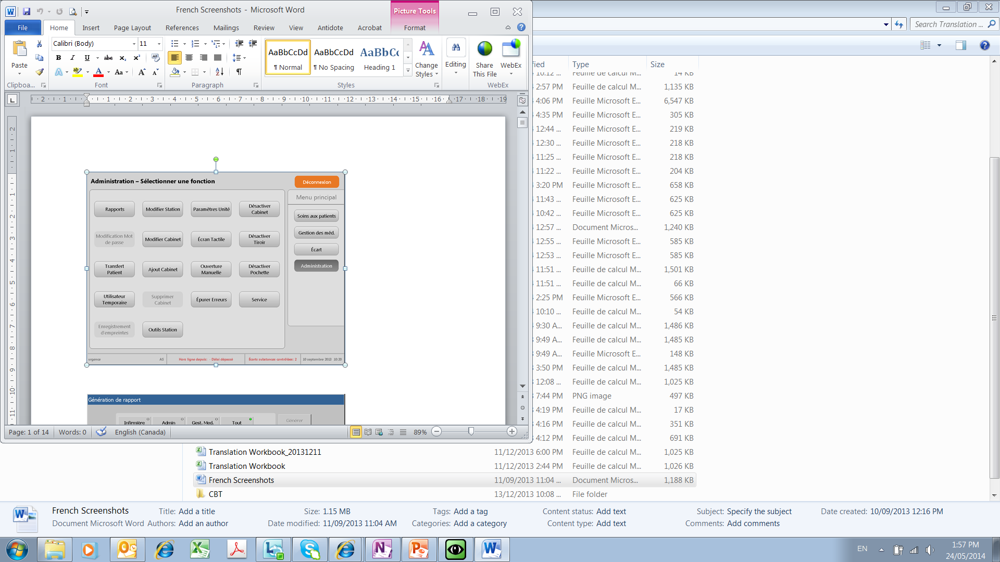 French Screenshots - Microsoft Word
Picture Tools
File Home Insert Page Layout References Mailings Review View Antidote Acrobat Format
Calibri (Body) 11
Paste
AaBbCcDd AaBbCcDd AaBbCc
¶ Normal ¶ No Spacing Heading 1
Change Styles
Editing
Share This File
WebEx
Clipboa... Font Paragraph Styles WebEx
Administration – Sélectionner une fonction
Déconnexion
Menu principal
Rapports Modifier Station Paramètres Unité Désactiver Cabinet
Soins aux patients
Modification Mot de passe Modifier Cabinet Écran Tactile Désactiver Tiroir
Gestion des méd.
Écart
Transfert Patient Ajout Cabinet Ouverture Manuelle Désactiver Pochette
Administration
Utilisateur Temporaire Supprimer Cabinet Épurer Erreurs Service
Enregistrement d'empreintes Outils Station
urgence AS Hors ligne depuis: - Délai dépassé Écarts substances contrôlées: 2 10 septembre 2013 10:20
Génération de rapport
Infirmière Admin Gest. Med. Tout Générer
Page: 1 of 14 Words: 0 English (Canada) 89%
Search Translation ...
Type Size
Feuille de calcul M... 14 KB
2:57 PM Feuille de calcul M... 1,135 KB
4:06 PM Feuille Microsoft E... 6,547 KB
4:35 PM Feuille Microsoft E... 305 KB
12:44 ... Feuille Microsoft E... 219 KB
12:30 ... Feuille Microsoft E... 218 KB
11:25 ... Feuille Microsoft E... 218 KB
11:22 ... Feuille Microsoft E... 204 KB
3:20 PM Feuille Microsoft E... 658 KB
11:43 ... Feuille Microsoft E... 625 KB
10:42 ... Feuille Microsoft E... 625 KB
12:57 ... Document Micros... 1,240 KB
12:55 ... Feuille Microsoft E... 585 KB
12:53 ... Feuille Microsoft E... 585 KB
11:51 ... Feuille de calcul M... 1,501 KB
11:51 ... Feuille de calcul M... 66 KB
2:25 PM Feuille Microsoft E... 566 KB
10:10 ... Feuille de calcul M... 54 KB
9:30 A... Feuille de calcul M... 1,486 KB
9:49 A... Feuille de calcul M... 1,485 KB
9:49 A... Feuille Microsoft E... 148 KB
3:50 PM Feuille de calcul M... 1,485 KB
12:08 ... Feuille de calcul M... 1,025 KB
7:44 PM PNG image 497 KB
4:19 PM Feuille de calcul M... 17 KB
4:16 PM Feuille de calcul M... 351 KB
4:12 PM Feuille de calcul M... 691 KB
Translation Workbook_20131211 11/12/2013 6:00 PM Feuille de calcul M... 1,025 KB
Translation Workbook 11/12/2013 2:44 PM Feuille de calcul M... 1,026 KB
French Screenshots 11/09/2013 11:04 ... Document Micros... 1,188 KB
CBT 13/12/2013 10:08 ... File folder
French Screenshots Title: Add a title Size: 1.15 MB Tags: Add a tag Content status: Add text Subject: Specify the subject Date created: 10/09/2013 12:16 PM
Document Microsoft Word Authors: Add an author Date modified: 11/09/2013 11:04 AM Categories: Add a category Content type: Add text Comments: Add comments
EN 1:57 PM
24/05/2014